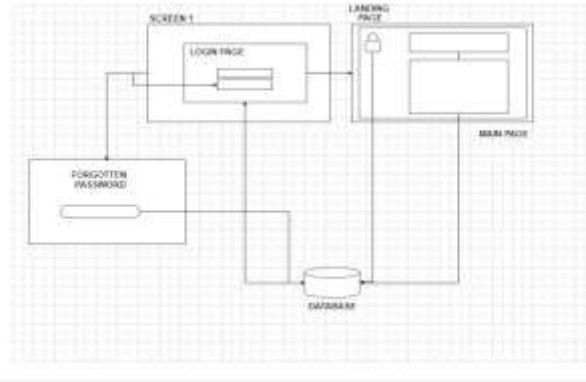 SCREEN 1
LANDING
PAGE
LOGIN PAGE
MAIN PAGE
FORGOTTEN
PASSWORD
DATABASE